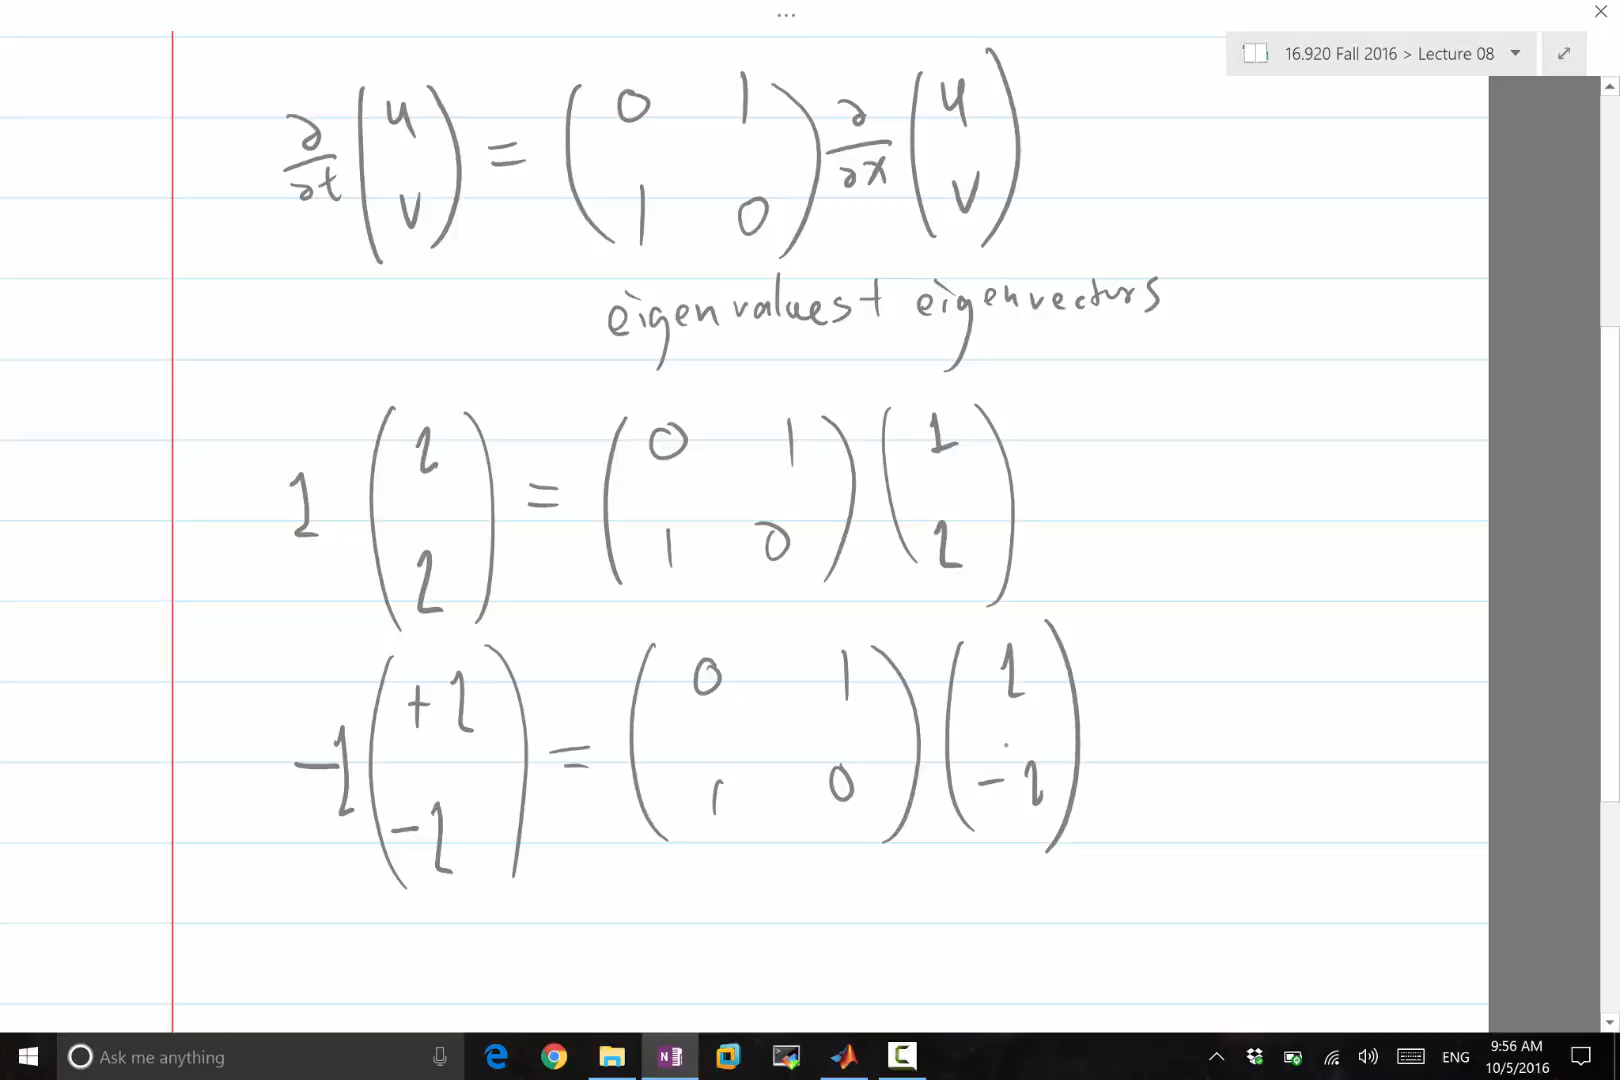 ...
16.920 Fall 2016 > Lecture 08
∂/∂t (u v) = (0 1 1 0) ∂/∂x (u v)
eigenvalues + eigenvectors
1 (1 1) = (0 1 1 0) (1 1)
-1 (+1 -1) = (0 1 1 0) (1 -1)
Ask me anything
N
ENG
9:56 AM
10/5/2016